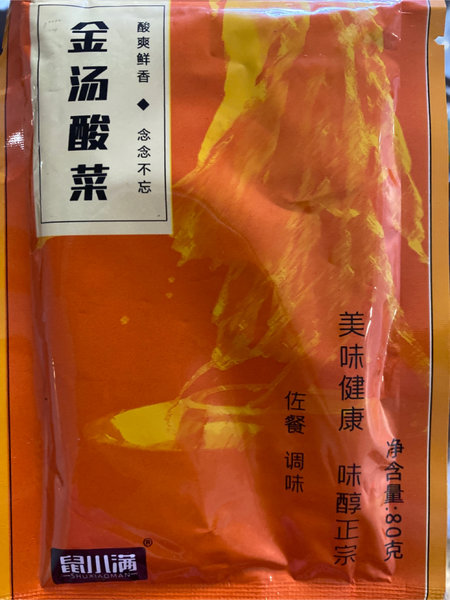 金汤酸菜
酸爽鲜香 ◆ 念念不忘
美味健康 味醇正宗
佐餐 调味
净含量:80克
鼠小满®
SHUXIAOMAN